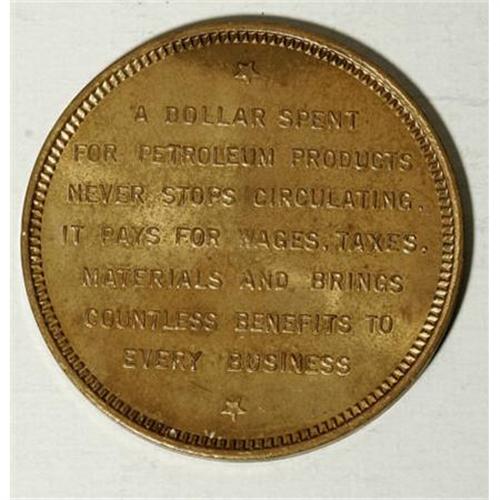 A DOLLAR SPENT
FOR PETROLEUM PRODUCTS
NEVER STOPS CIRCULATING.
IT PAYS FOR WAGES, TAXES,
MATERIALS AND BRINGS
COUNTLESS BENEFITS TO
EVERY BUSINESS